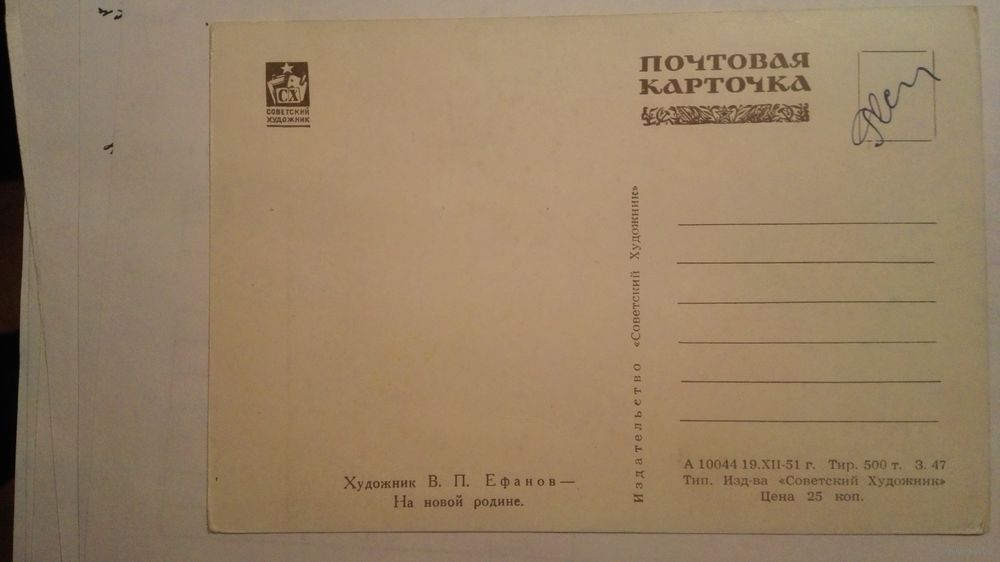 СХ
СОВЕТСКИЙ
ХУДОЖНИК
ПОЧТОВАЯ
КАРТОЧКА
Издательство «Советский Художник»
Художник В. П. Ефанов —
На новой родине.
А 10044 19.XII-51 г. Тир. 500 т. З. 47
Тип. Изд-ва «Советский Художник»
Цена 25 коп.